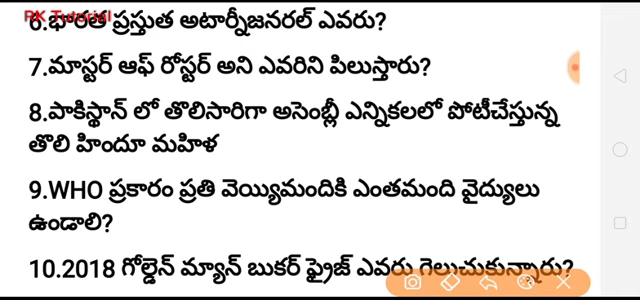 RK Tutorial
6.భారత ప్రస్తుత అటార్నీజనరల్ ఎవరు?
7.మాస్టర్ ఆఫ్ రోస్టర్ అని ఎవరిని పిలుస్తారు?
8.పాకిస్థాన్ లో తొలిసారిగా అసెంబ్లీ ఎన్నికలలో పోటీచేస్తున్న
తొలి హిందూ మహిళ
9.WHO ప్రకారం ప్రతి వెయ్యిమందికి ఎంతమంది వైద్యులు
ఉండాలి?
10.2018 గోల్డెన్ మ్యాన్ బుకర్ ప్రైజ్ ఎవరు గెలుచుకున్నారు?